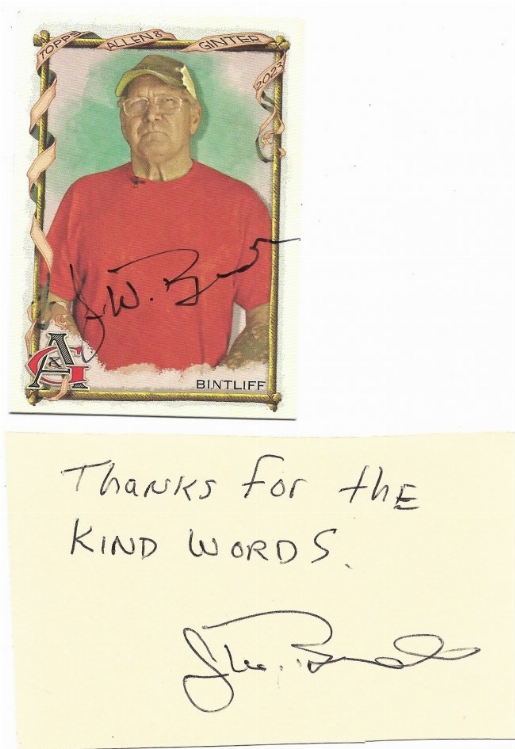 TOPPS ALLEN & GINTER 2023
J.W. B
A&G
BINTLIFF
THANKS FOR THE
KIND WORDS.